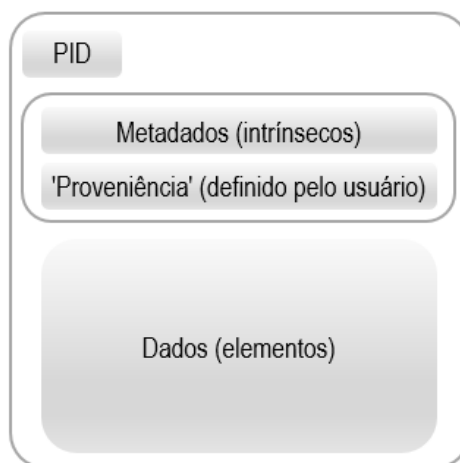 PID
Metadados (intrínsecos)
'Proveniência' (definido pelo usuário)
Dados (elementos)